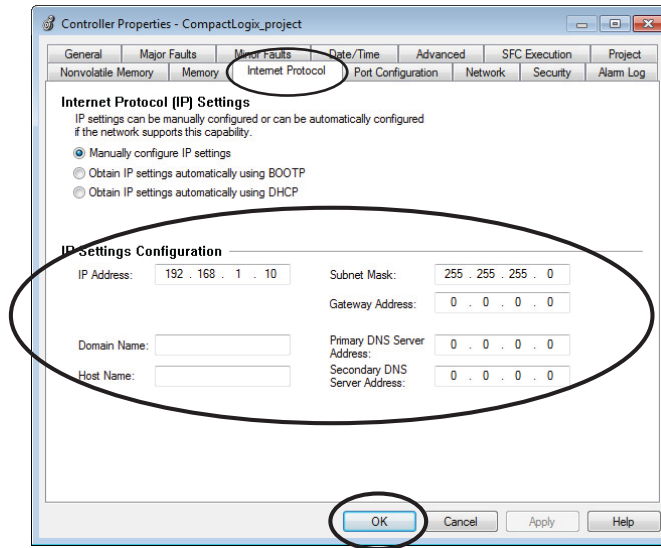 Controller Properties - CompactLogix_project
General Major Faults Minor Faults Date/Time Advanced SFC Execution Project
Nonvolatile Memory Memory Internet Protocol Port Configuration Network Security Alarm Log
Internet Protocol (IP) Settings
IP settings can be manually configured or can be automatically configured
if the network supports this capability.
Manually configure IP settings
Obtain IP settings automatically using BOOTP
Obtain IP settings automatically using DHCP
IP Settings Configuration
IP Address: 192 . 168 . 1 . 10 Subnet Mask: 255 . 255 . 255 . 0
Gateway Address: 0 . 0 . 0 . 0
Domain Name: Primary DNS Server Address: 0 . 0 . 0 . 0
Host Name: Secondary DNS Server Address: 0 . 0 . 0 . 0
OK Cancel Apply Help